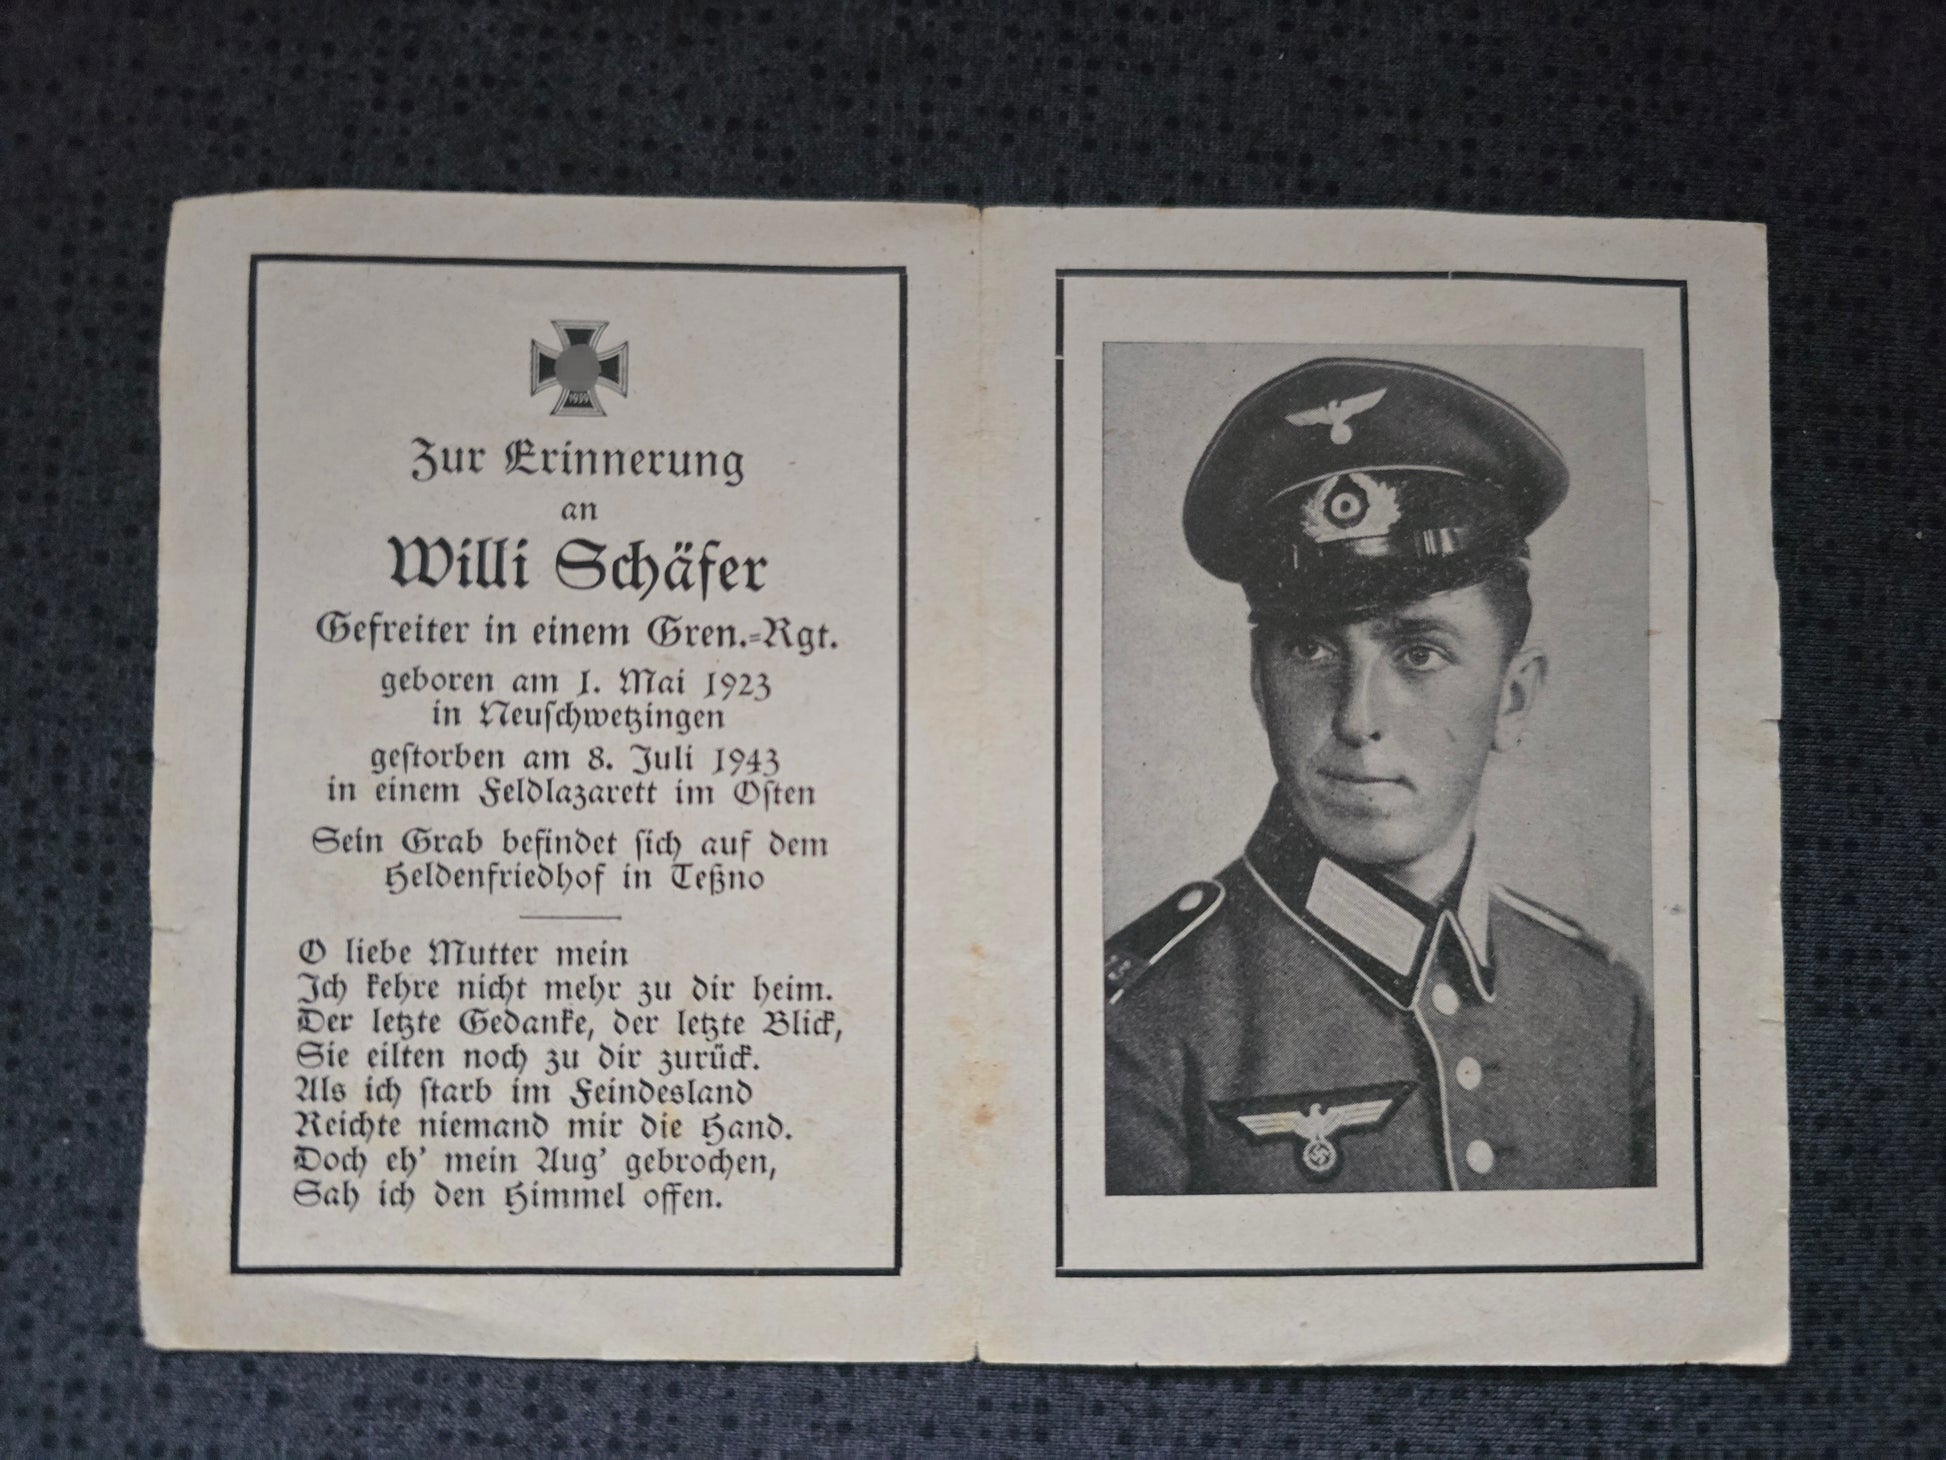 1939
Zur Erinnerung
an
Willi Schäfer
Gefreiter in einem Gren.-Rgt.
geboren am 1. Mai 1923
in Neuſchwetzingen
geſtorben am 8. Juli 1943
in einem Feldlazarett im Oſten
Sein Grab befindet ſich auf dem
Heldenfriedhof in Teßno
O liebe Mutter mein
Ich kehre nicht mehr zu dir heim.
Der letzte Gedanke, der letzte Blick,
Sie eilten noch zu dir zurück.
Als ich ſtarb im Feindesland
Reichte niemand mir die Hand.
Doch eh' mein Aug' gebrochen,
Sah ich den Himmel offen.